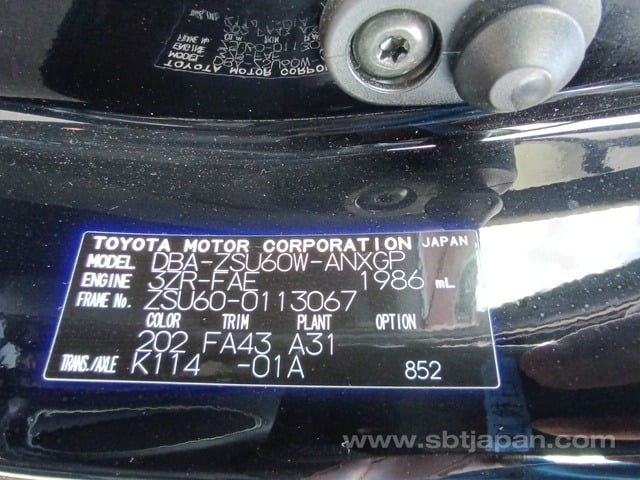 TOYOTA MOTOR CORPORATION JAPAN
MODEL DBA-ZSU60W-ANXGP
ENGINE 3ZR-FAE 1986 mL
FRAME No. ZSU60-0113067
COLOR TRIM PLANT OPTION
202 FA43 A31
TRANS./AXLE K114 -01A 852
www.sbtjapan.com